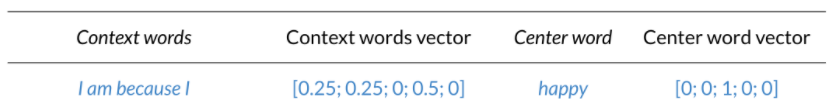 Context words Context words vector Center word Center word vector
I am because I [0.25; 0.25; 0; 0.5; 0] happy [0; 0; 1; 0; 0]